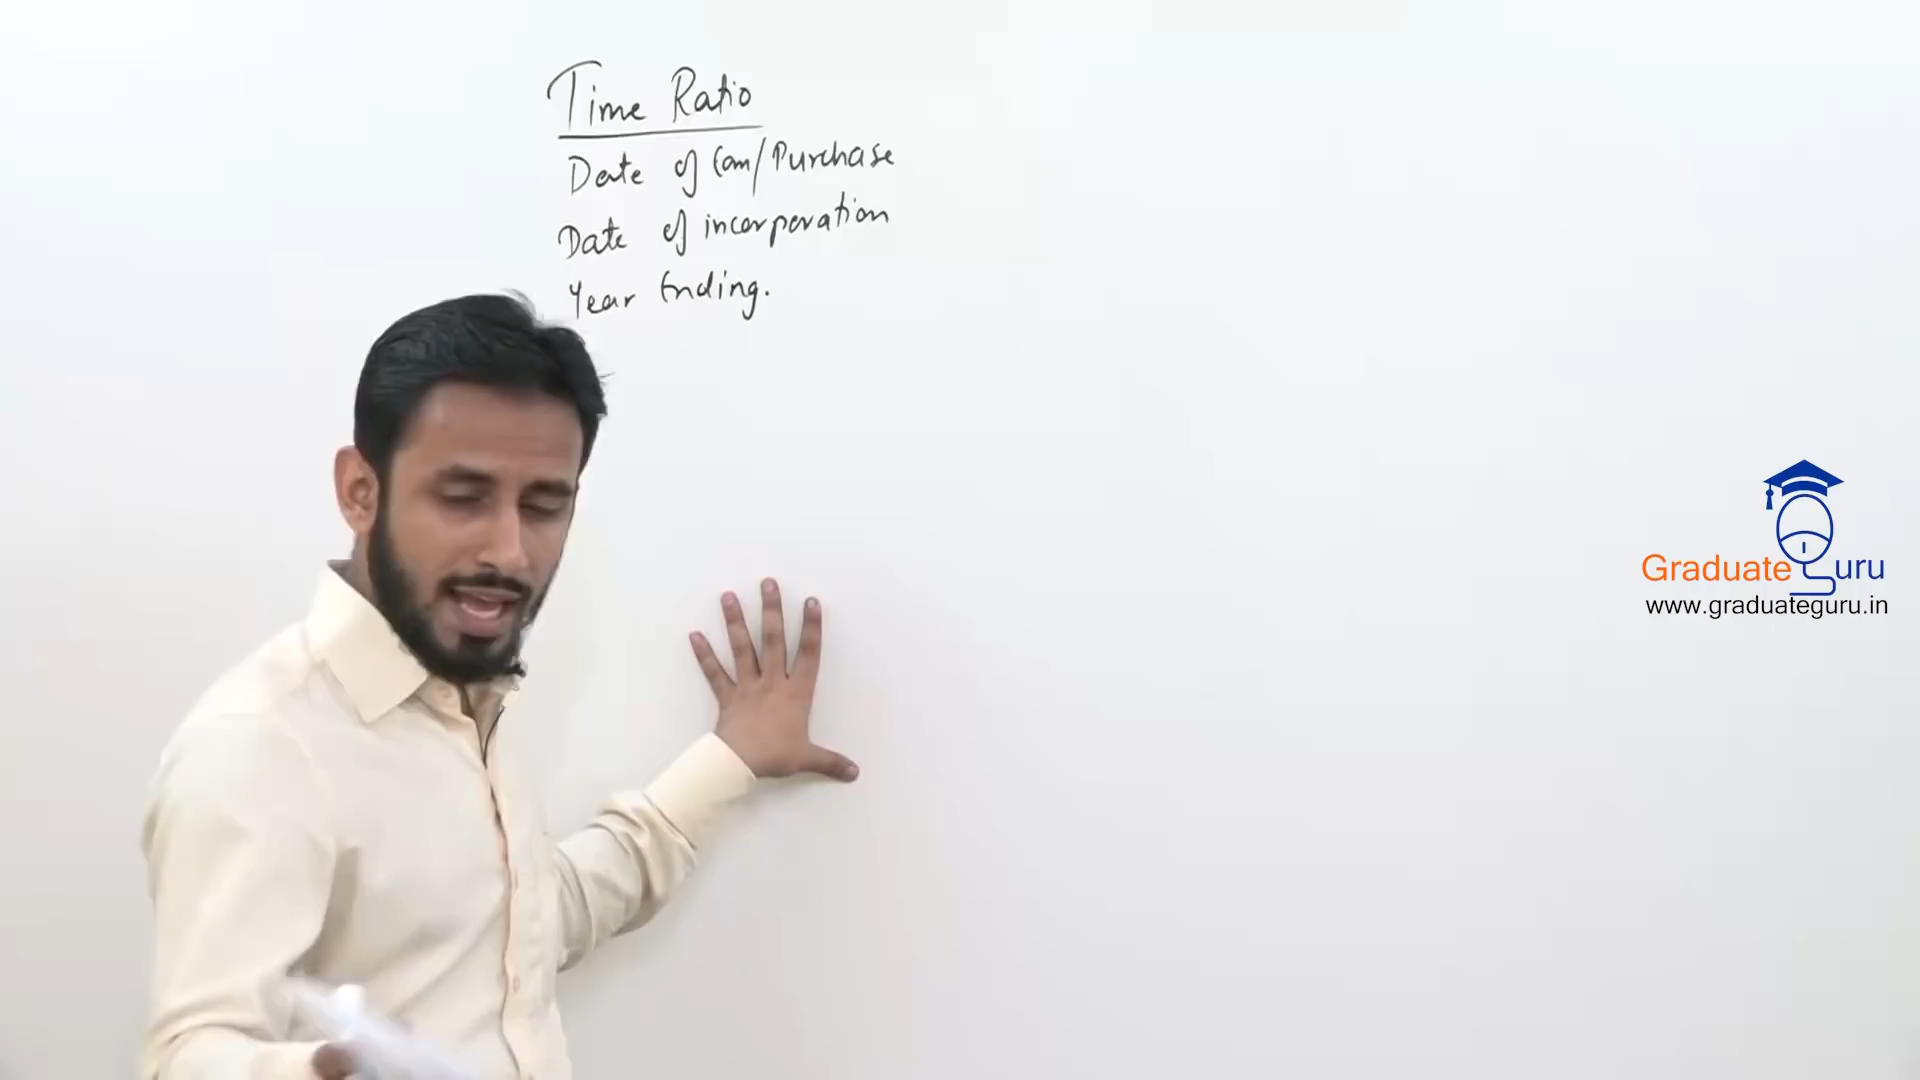 Time Ratio
Date of Com/Purchase
Date of incorporation
Year Ending.
Graduate Guru
www.graduateguru.in